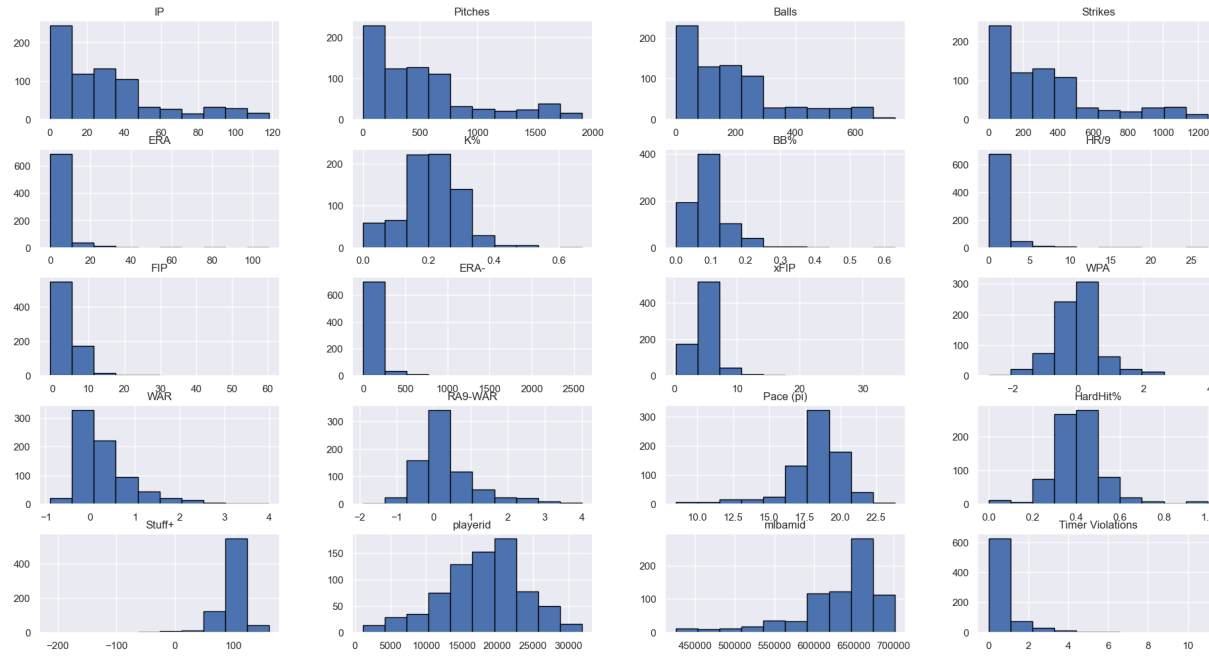 IP
Pitches
Balls
Strikes
200
100
0
0 20 40 60 80 100 120
200
100
0
0 500 1000 1500 2000
200
100
0
0 200 400 600
200
100
0
0 200 400 600 800 1000 1200
ERA
K%
BB%
HR/9
600
400
200
0
0 20 40 60 80 100
200
100
0
0.0 0.2 0.4 0.6
400
200
0
0.0 0.1 0.2 0.3 0.4 0.5 0.6
600
400
200
0
0 5 10 15 20 25
FIP
ERA-
xFIP
WPA
400
200
0
0 10 20 30 40 50 60
600
400
200
0
0 500 1000 1500 2000 2500
400
200
0
0 10 20 30
300
200
100
0
−2 0 2 4
WAR
RA9-WAR
Pace (pi)
HardHit%
300
200
100
0
−1 0 1 2 3 4
300
200
100
0
−2 −1 0 1 2 3 4
300
200
100
0
10.0 12.5 15.0 17.5 20.0 22.5
200
100
0
0.0 0.2 0.4 0.6 0.8 1.0
Stuff+
playerid
mlbamid
Timer Violations
400
200
0
−200 −100 0 100
150
100
50
0
5000 10000 15000 20000 25000 30000
200
100
0
450000 500000 550000 600000 650000 700000
600
400
200
0
0 2 4 6 8 10